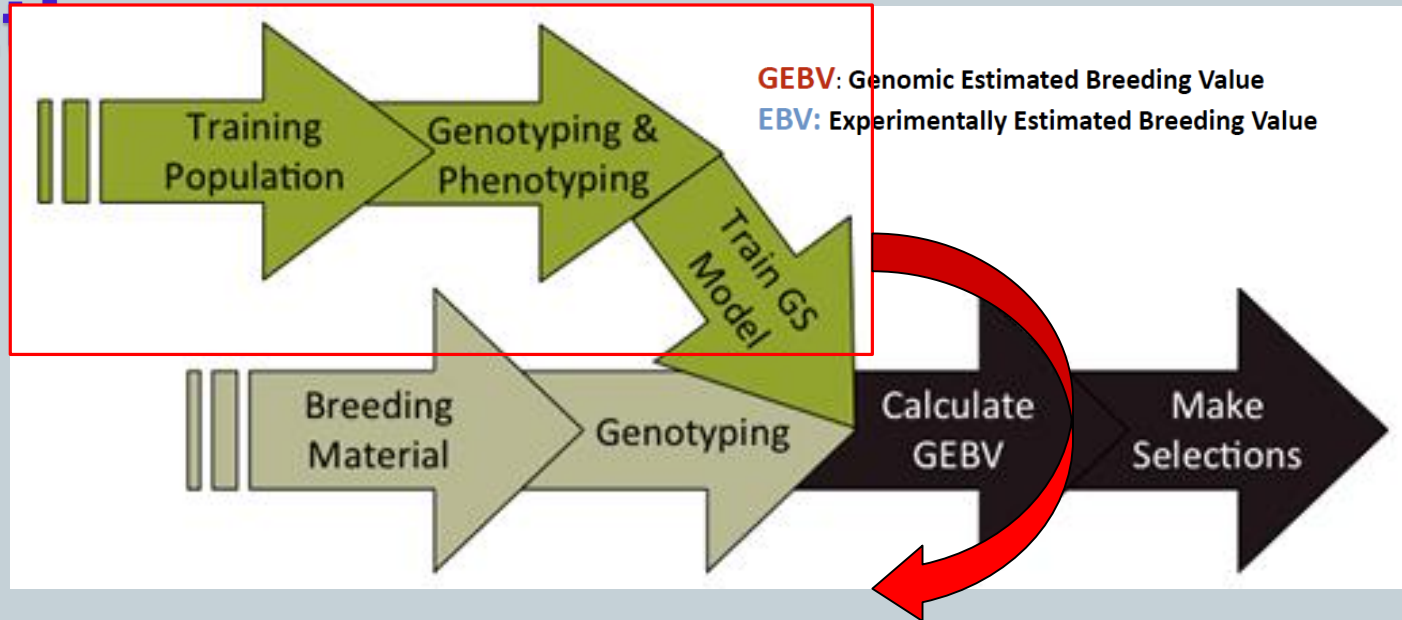 GEBV: Genomic Estimated Breeding Value
EBV: Experimentally Estimated Breeding Value
Training
Population
Genotyping &
Phenotyping
Train GS
Model
Breeding
Material
Genotyping
Calculate
GEBV
Make
Selections